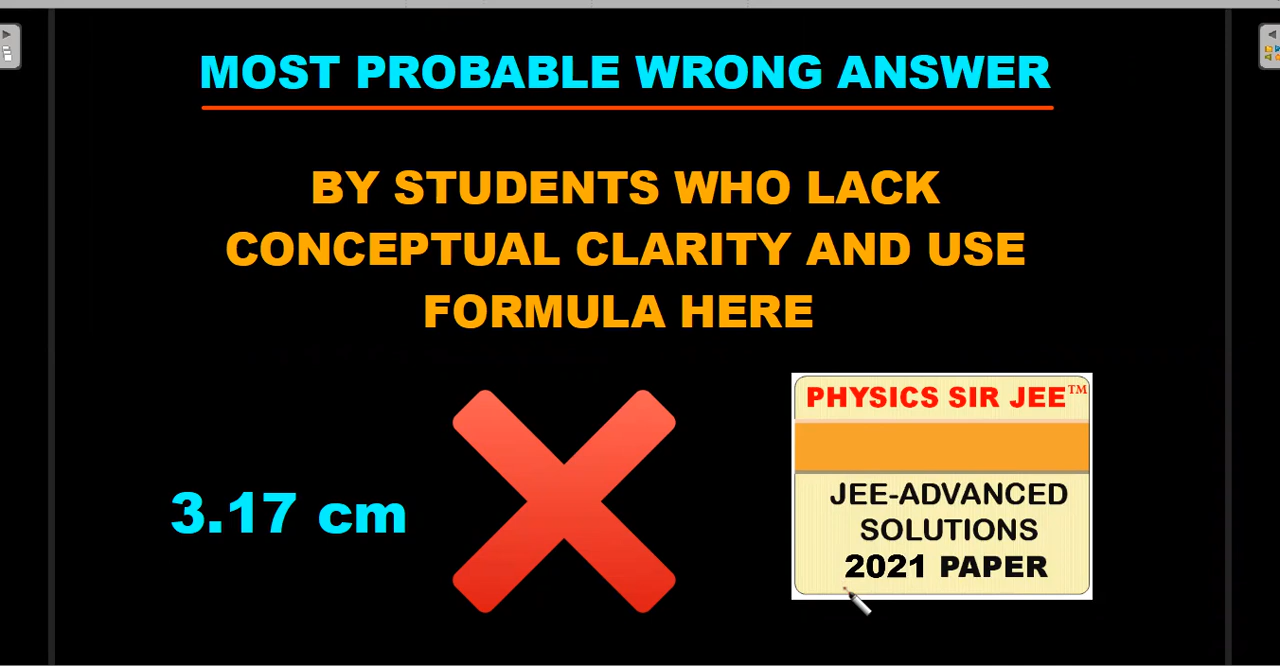 MOST PROBABLE WRONG ANSWER
BY STUDENTS WHO LACK
CONCEPTUAL CLARITY AND USE
FORMULA HERE
3.17 cm
PHYSICS SIR JEE™
JEE-ADVANCED
SOLUTIONS
2021 PAPER